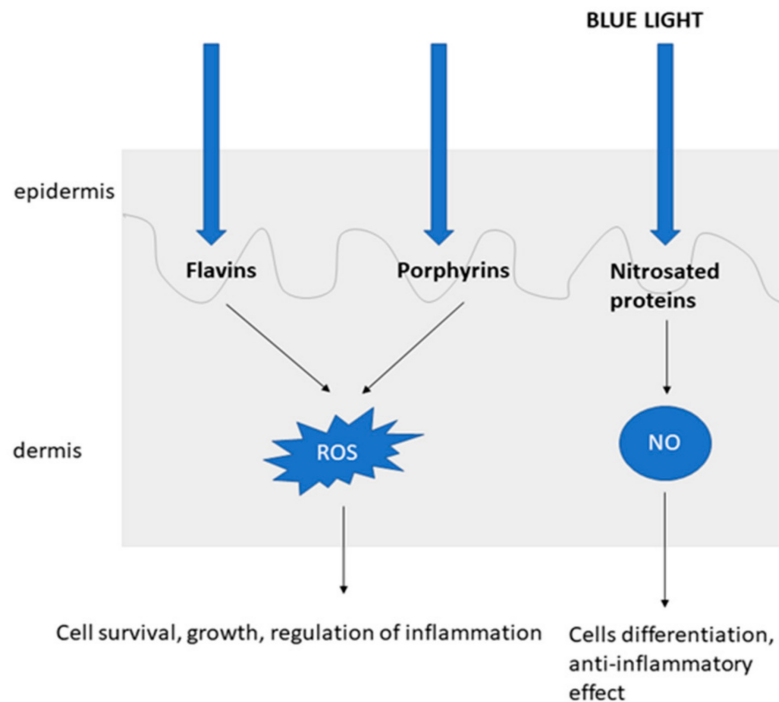 BLUE LIGHT
epidermis
Flavins
Porphyrins
Nitrosated
proteins
dermis
ROS
NO
Cell survival, growth, regulation of inflammation
Cells differentiation,
anti-inflammatory
effect